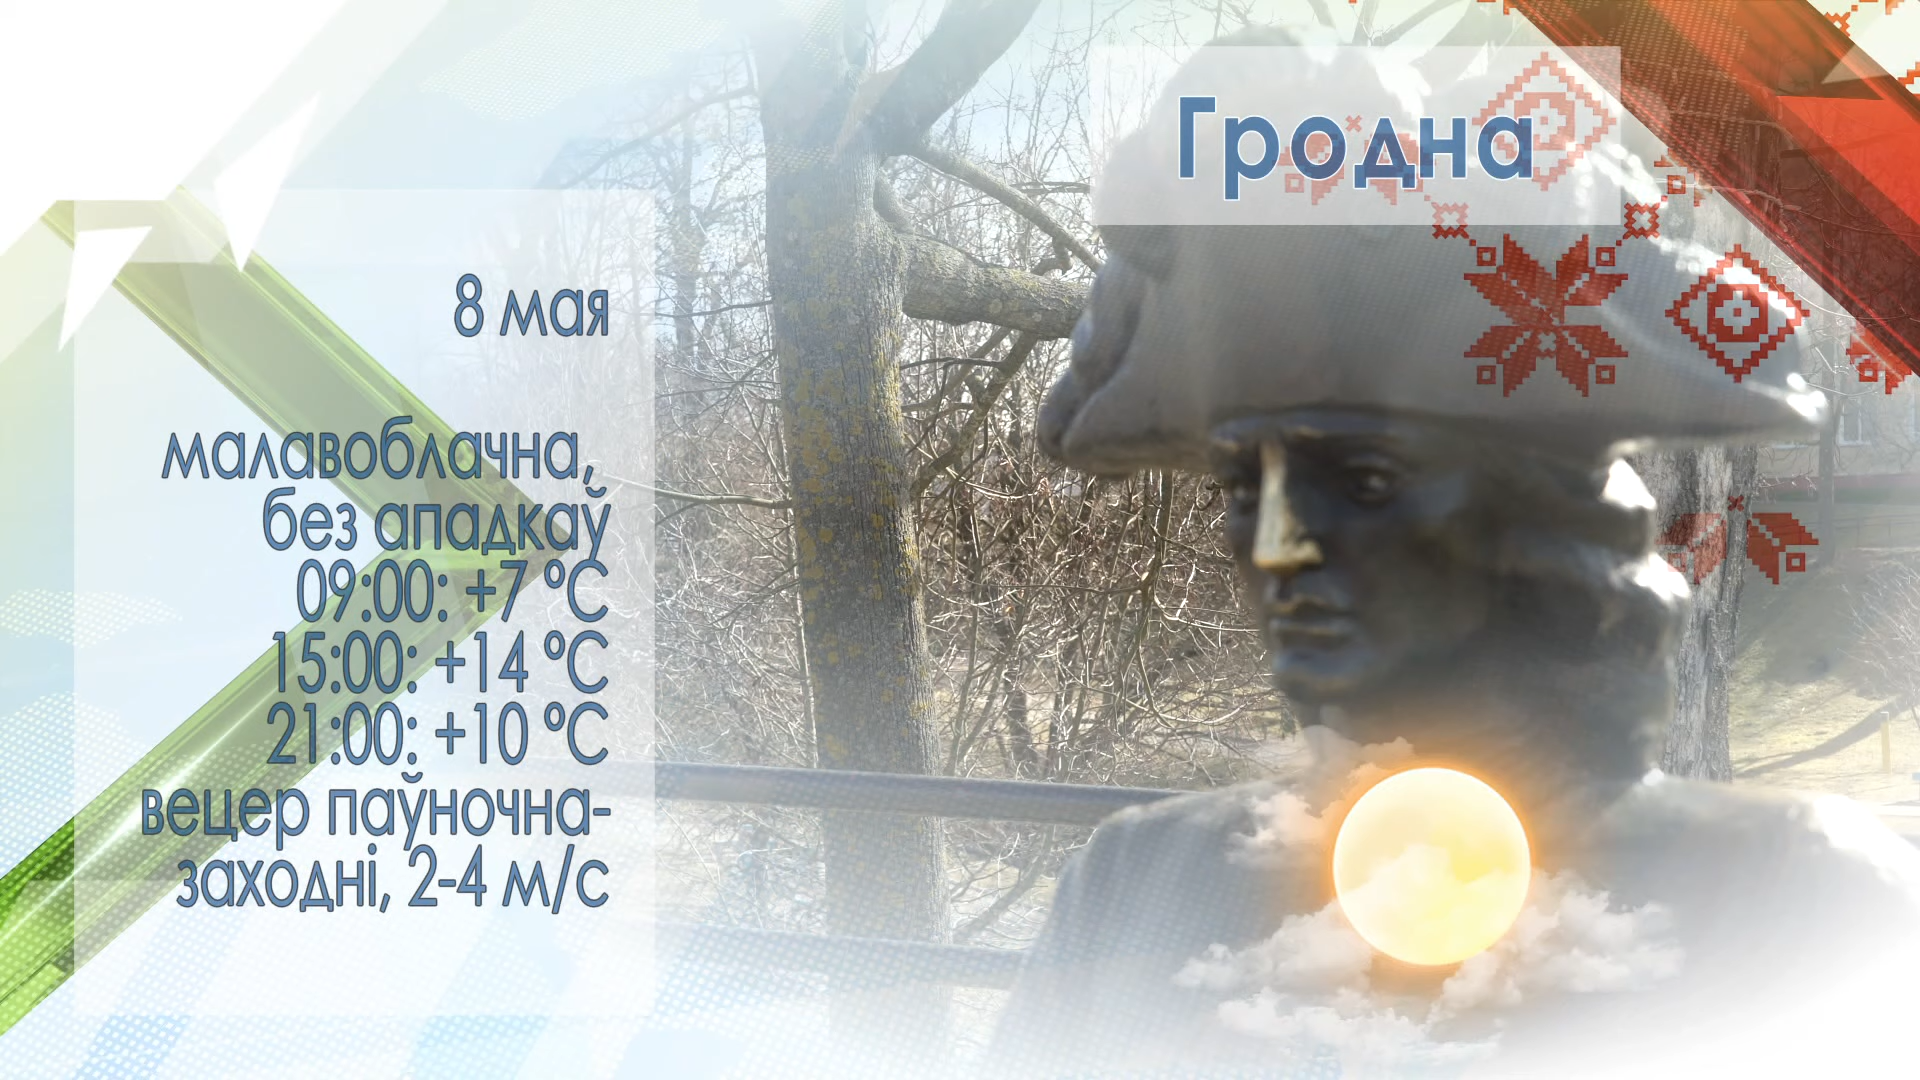 Гродна
8 мая
малавоблачна,
без ападкаў
09:00: +7 °C
15:00: +14 °C
21:00: +10 °C
вецер паўночна-
заходні, 2-4 м/с